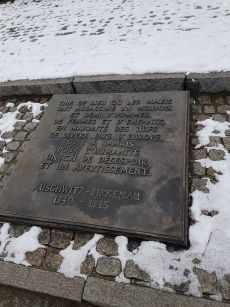 QUE CE LIEU OÙ LES NAZIS
ONT ASSASSINÉ UN MILLION
ET DEMI D'HOMMES,
DE FEMMES ET D'ENFANTS,
EN MAJORITÉ DES JUIFS
DE DIVERS PAYS D'EUROPE,
À JAMAIS
POUR L'HUMANITÉ
UN CRI DE DÉSESPOIR
ET UN AVERTISSEMENT.
AUSCHWITZ-BIRKENAU
1940-1945